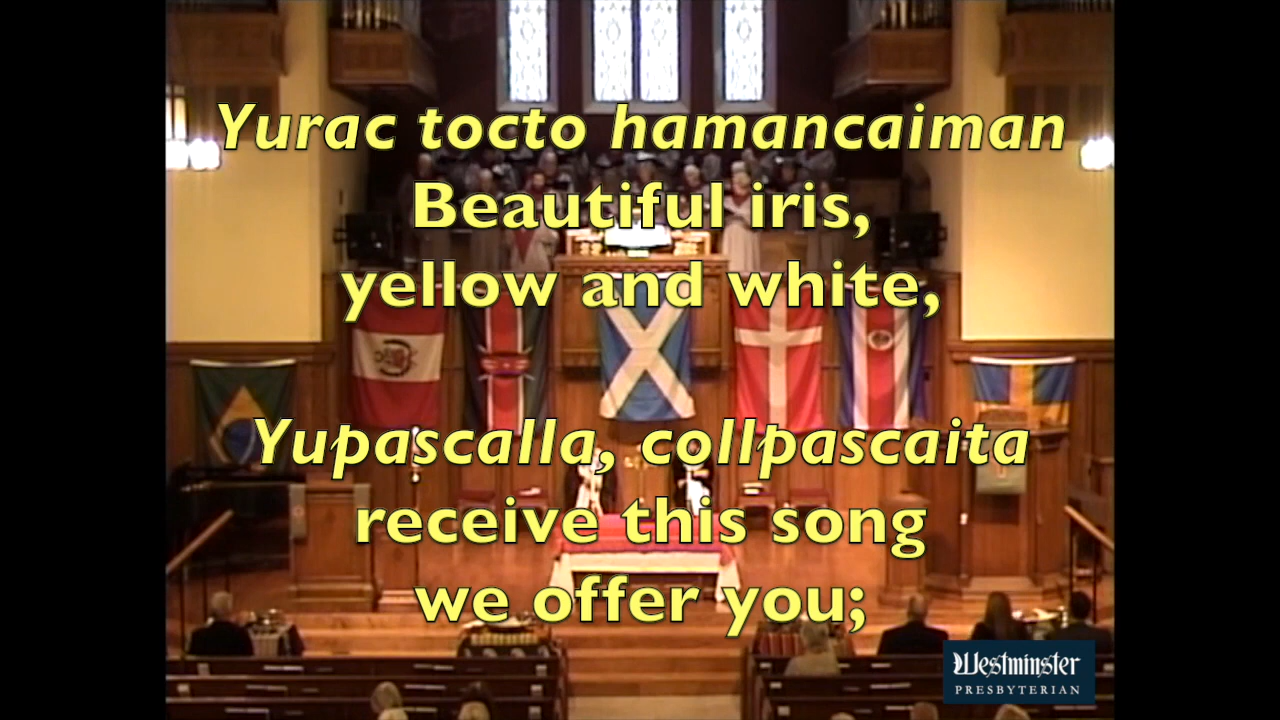 Yurac tocto hamancaiman
Beautiful iris,
yellow and white,
Yupascalla, collpascaita
receive this song
we offer you;
Westminster
PRESBYTERIAN